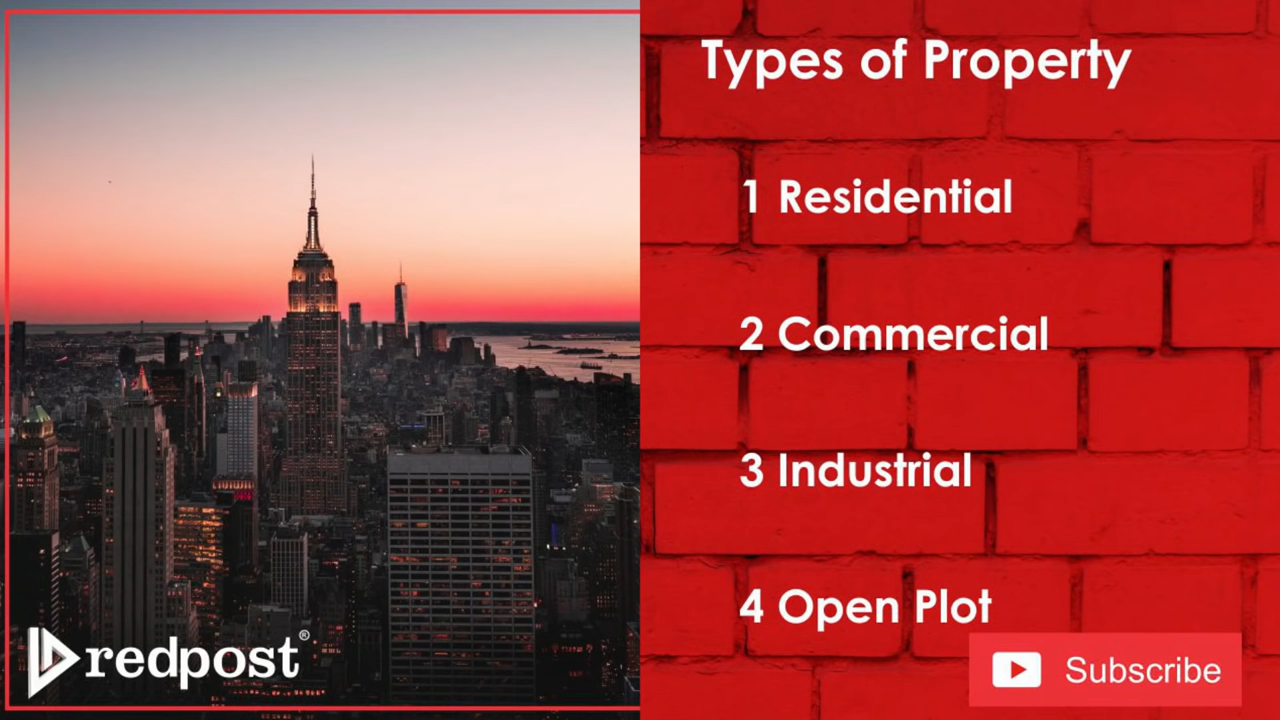 Types of Property
1 Residential
2 Commercial
3 Industrial
4 Open Plot
redpost®
Subscribe